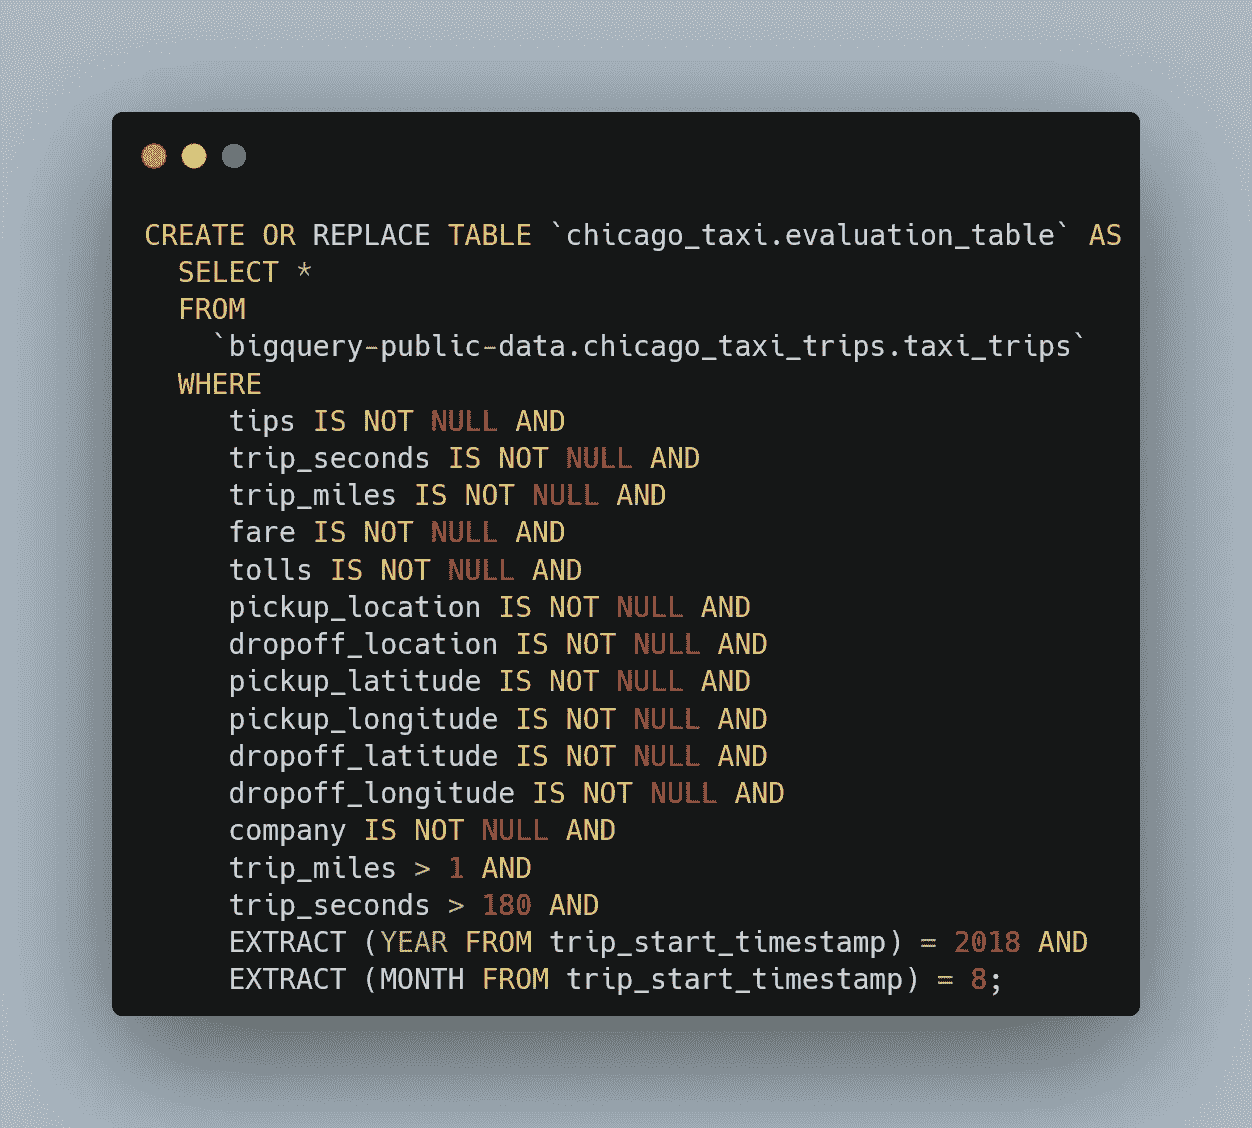 CREATE OR REPLACE TABLE `chicago_taxi.evaluation_table` AS
  SELECT *
  FROM
    `bigquery-public-data.chicago_taxi_trips.taxi_trips`
  WHERE
     tips IS NOT NULL AND
     trip_seconds IS NOT NULL AND
     trip_miles IS NOT NULL AND
     fare IS NOT NULL AND
     tolls IS NOT NULL AND
     pickup_location IS NOT NULL AND
     dropoff_location IS NOT NULL AND
     pickup_latitude IS NOT NULL AND
     pickup_longitude IS NOT NULL AND
     dropoff_latitude IS NOT NULL AND
     dropoff_longitude IS NOT NULL AND
     company IS NOT NULL AND
     trip_miles > 1 AND
     trip_seconds > 180 AND
     EXTRACT (YEAR FROM trip_start_timestamp) = 2018 AND
     EXTRACT (MONTH FROM trip_start_timestamp) = 8;